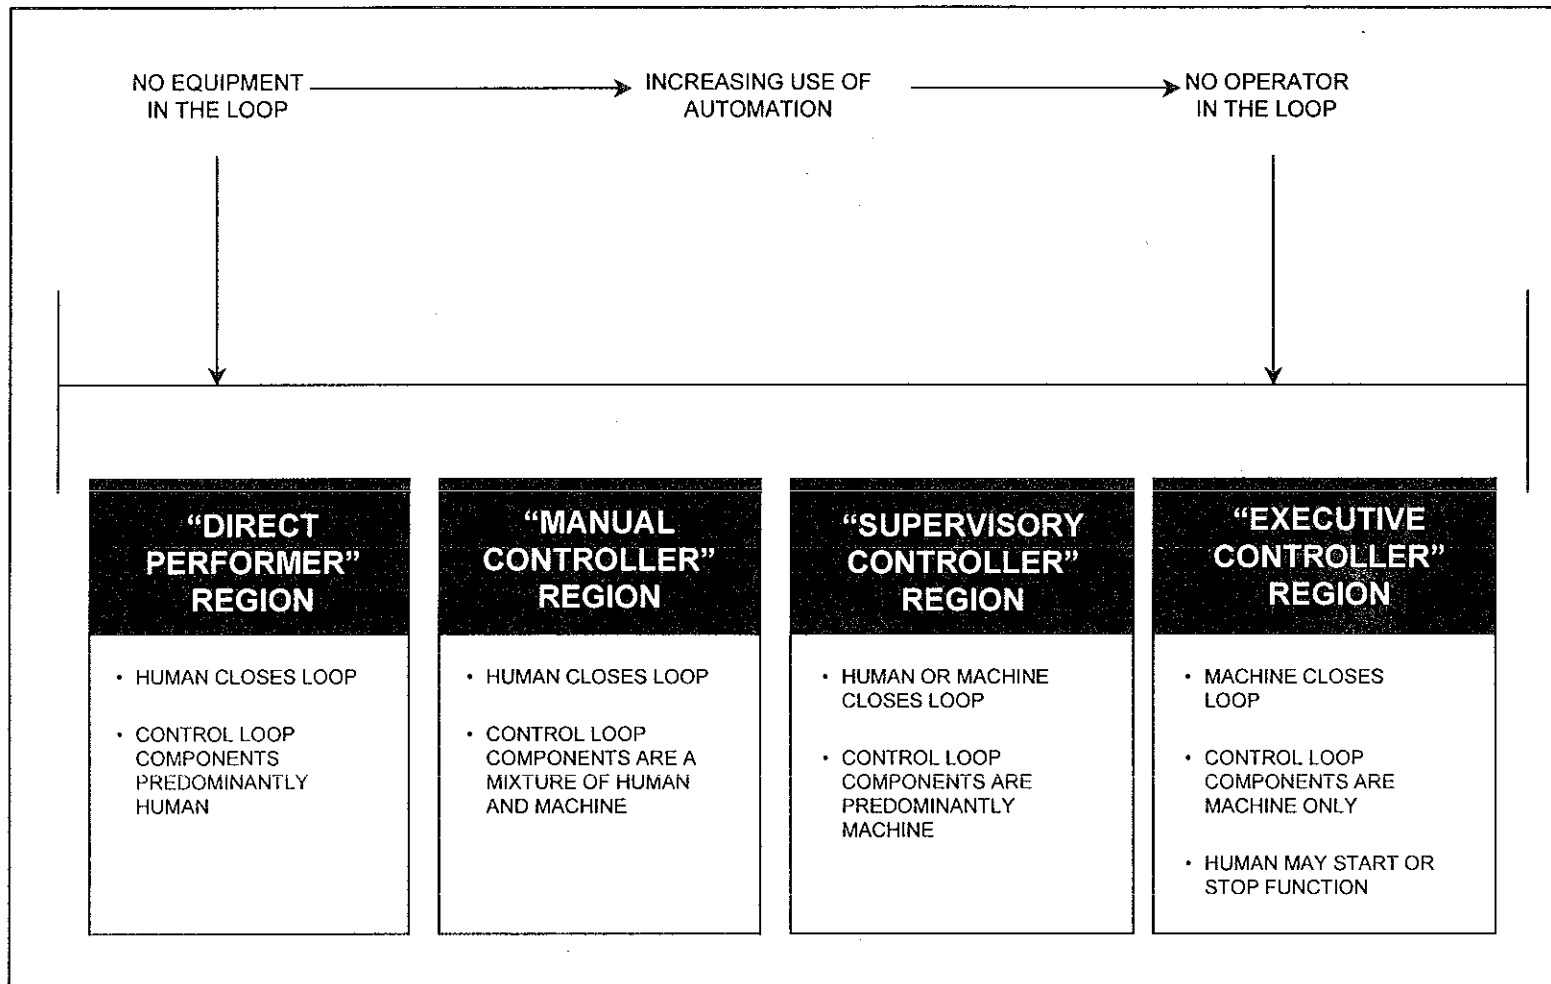 NO EQUIPMENT
IN THE LOOP
INCREASING USE OF
AUTOMATION
NO OPERATOR
IN THE LOOP
“DIRECT
PERFORMER”
REGION
• HUMAN CLOSES LOOP
• CONTROL LOOP
COMPONENTS
PREDOMINANTLY
HUMAN
“MANUAL
CONTROLLER”
REGION
• HUMAN CLOSES LOOP
• CONTROL LOOP
COMPONENTS ARE A
MIXTURE OF HUMAN
AND MACHINE
“SUPERVISORY
CONTROLLER”
REGION
• HUMAN OR MACHINE
CLOSES LOOP
• CONTROL LOOP
COMPONENTS ARE
PREDOMINANTLY
MACHINE
“EXECUTIVE
CONTROLLER”
REGION
• MACHINE CLOSES
LOOP
• CONTROL LOOP
COMPONENTS ARE
MACHINE ONLY
• HUMAN MAY START OR
STOP FUNCTION